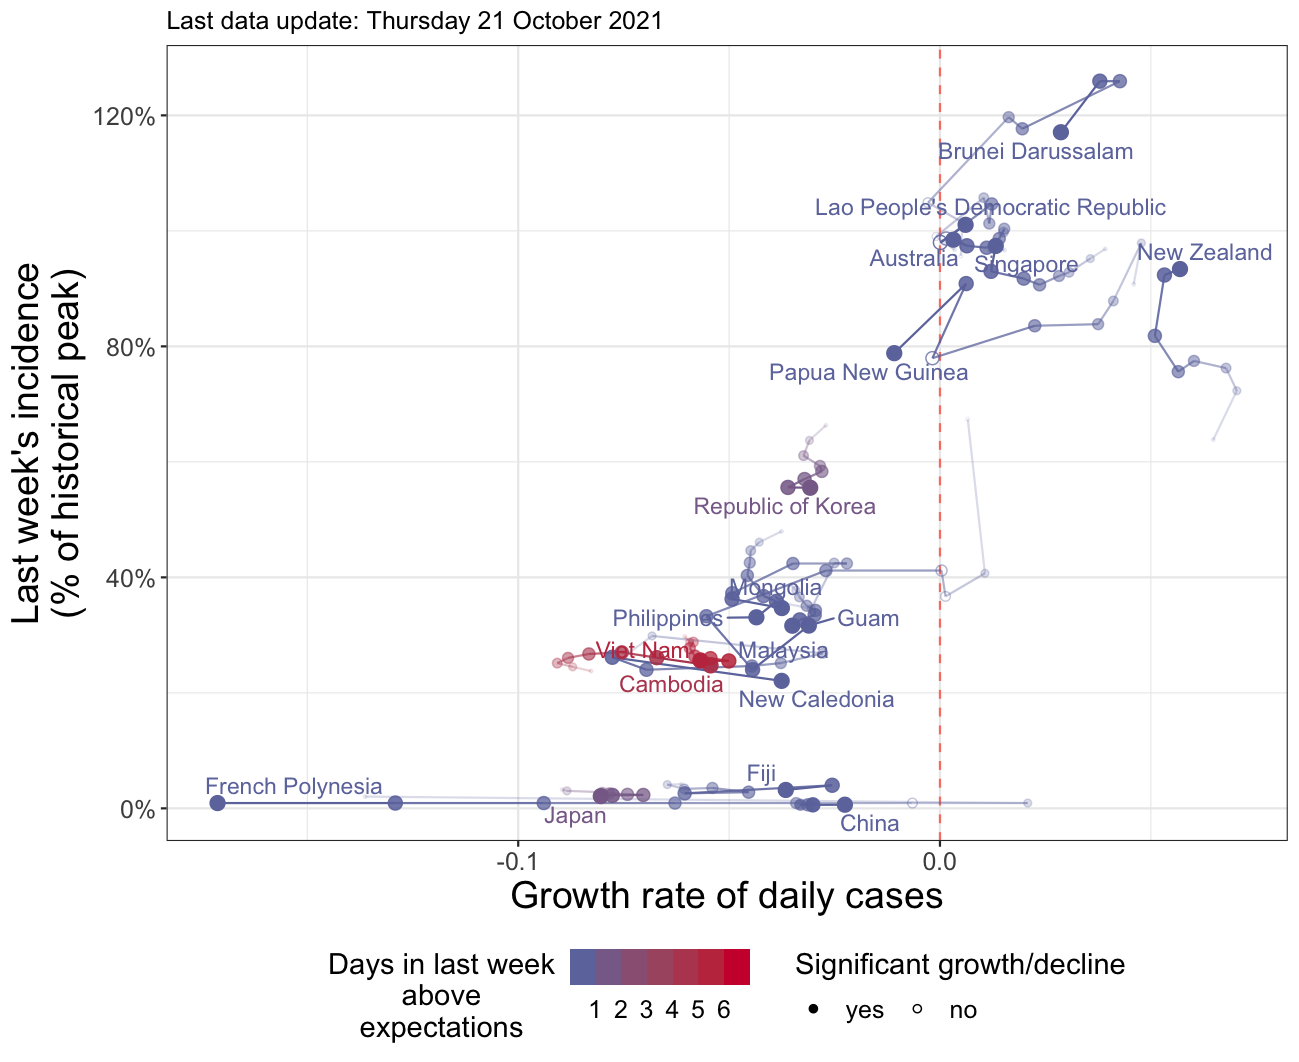 Last data update: Thursday 21 October 2021
120%
80%
40%
0%
Last week's incidence
(% of historical peak)
Brunei Darussalam
Lao People's Democratic Republic
Australia
Singapore
New Zealand
Papua New Guinea
Republic of Korea
Mongolia
Philippines
Guam
Viet Nam
Malaysia
Cambodia
New Caledonia
French Polynesia
Fiji
Japan
China
-0.1
0.0
Growth rate of daily cases
Days in last week
above
expectations
1 2 3 4 5 6
Significant growth/decline
yes no